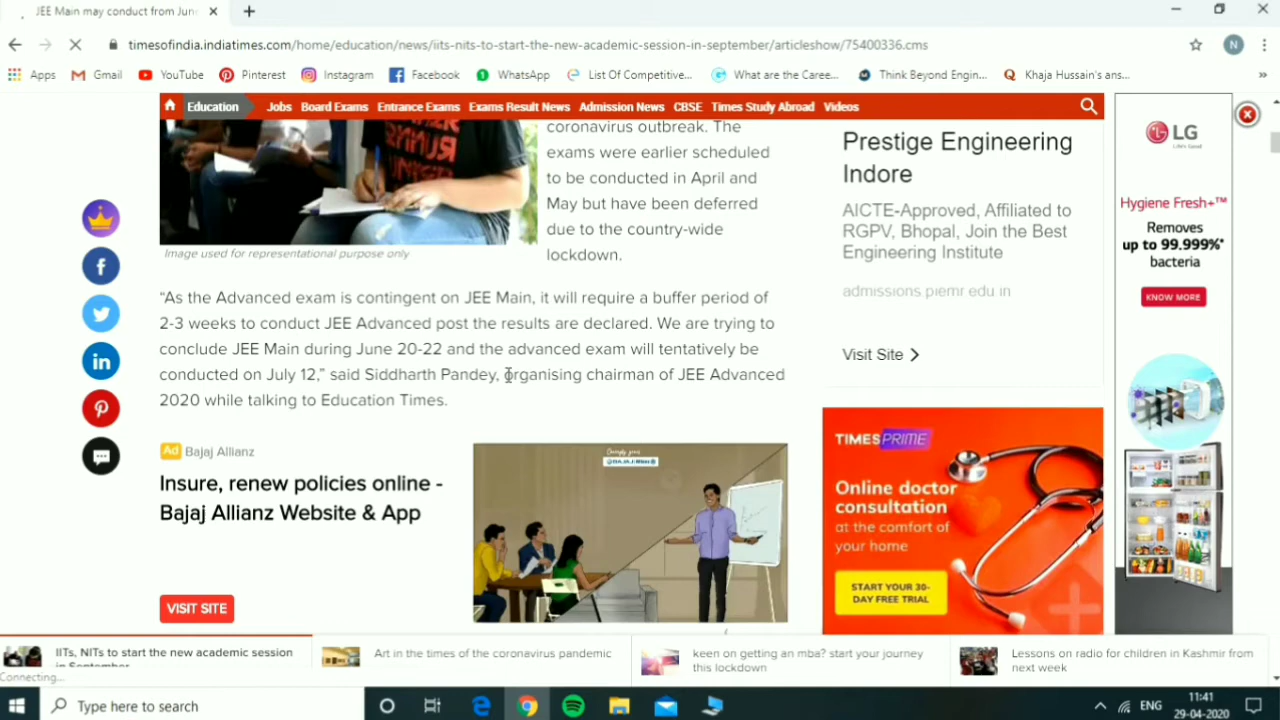 JEE Main may conduct from Jun
timesofindia.indiatimes.com/home/education/news/iits-nits-to-start-the-new-academic-session-in-september/articleshow/75400336.cms
N
Apps
Gmail
YouTube
Pinterest
Instagram
Facebook
WhatsApp
List Of Competitive...
What are the Caree...
Think Beyond Engin...
Khaja Hussain's ans...
Education
Jobs
Board Exams
Entrance Exams
Exams Result News
Admission News
CBSE
Times Study Abroad
Videos
coronavirus outbreak. The
exams were earlier scheduled
to be conducted in April and
May but have been deferred
due to the country-wide
lockdown.
Image used for representational purpose only
“As the Advanced exam is contingent on JEE Main, it will require a buffer period of
2-3 weeks to conduct JEE Advanced post the results are declared. We are trying to
conclude JEE Main during June 20-22 and the advanced exam will tentatively be
conducted on July 12,” said Siddharth Pandey, organising chairman of JEE Advanced
2020 while talking to Education Times.
Ad Bajaj Allianz
Insure, renew policies online -
Bajaj Allianz Website & App
VISIT SITE
Prestige Engineering
Indore
AICTE-Approved, Affiliated to
RGPV, Bhopal, Join the Best
Engineering Institute
admissions.piemr.edu.in
Visit Site
TIMES PRIME
Online doctor
consultation
at the comfort of
your home
START YOUR 30-
DAY FREE TRIAL
LG
Life's Good
Hygiene Fresh+™
Removes
up to 99.999%*
bacteria
KNOW MORE
IITs, NITs to start the new academic session
in September
Art in the times of the coronavirus pandemic
keen on getting an mba? start your journey
this lockdown
Lessons on radio for children in Kashmir from
next week
Connecting...
Type here to search
ENG
11:41
29-04-2020